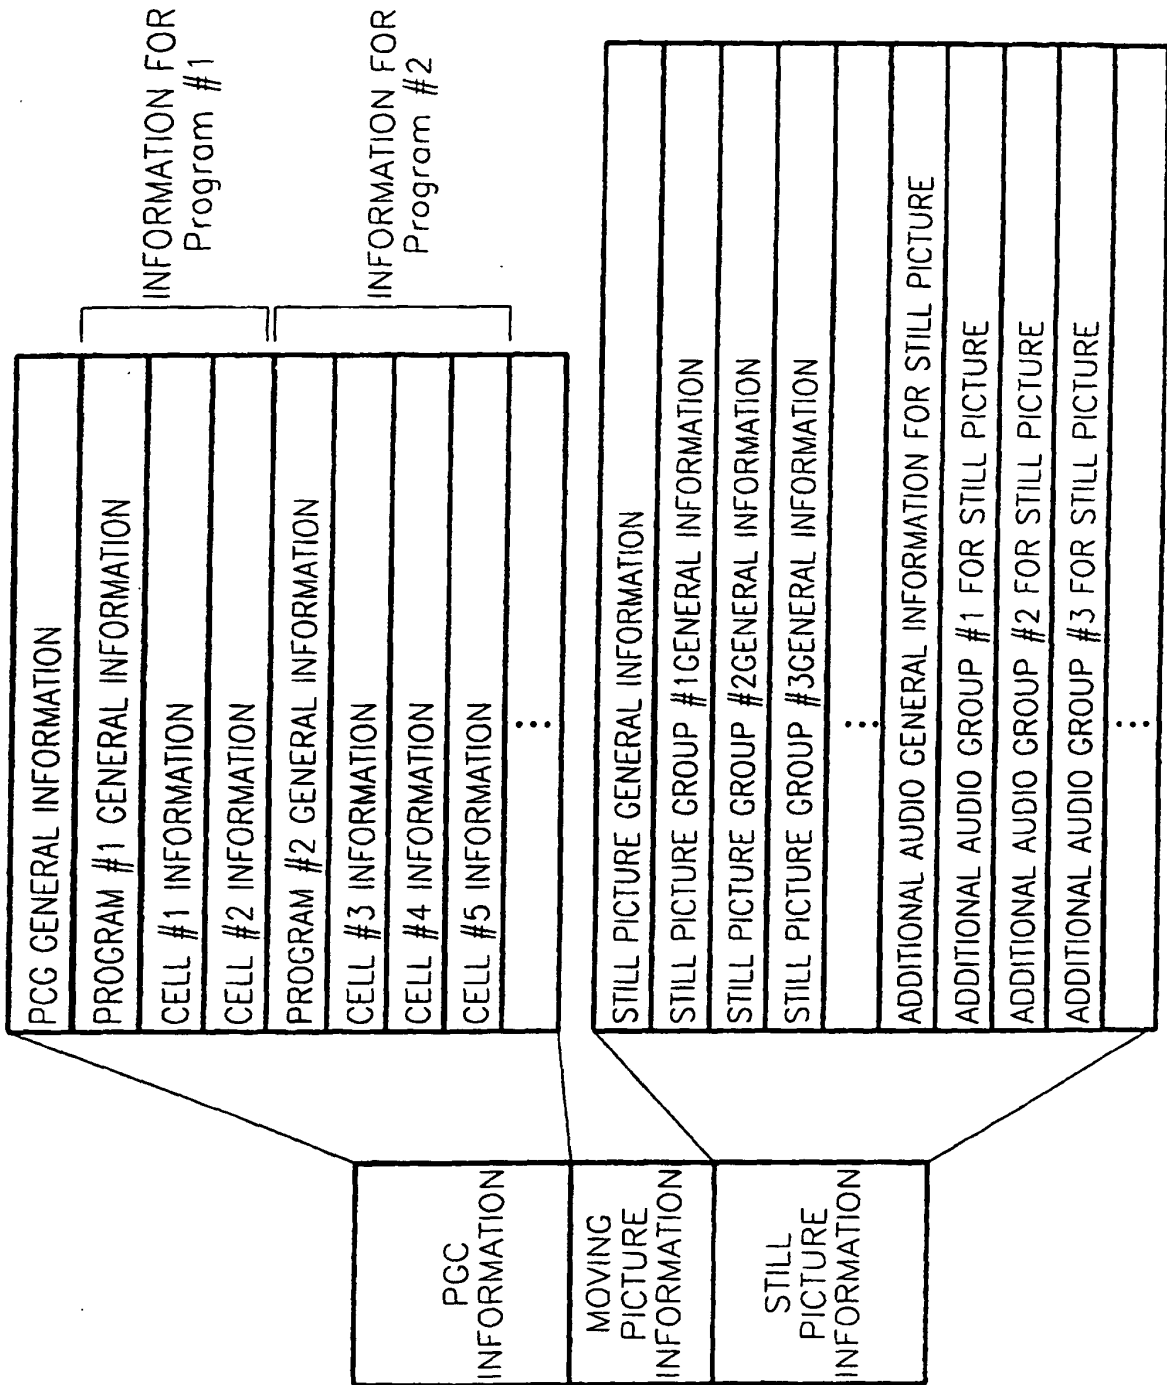 PGC
INFORMATION
MOVING
PICTURE
INFORMATION
STILL
PICTURE
INFORMATION
PCG GENERAL INFORMATION
PROGRAM #1 GENERAL INFORMATION
CELL #1 INFORMATION
CELL #2 INFORMATION
PROGRAM #2 GENERAL INFORMATION
CELL #3 INFORMATION
CELL #4 INFORMATION
CELL #5 INFORMATION
...
INFORMATION FOR
Program #1
INFORMATION FOR
Program #2
STILL PICTURE GENERAL INFORMATION
STILL PICTURE GROUP #1GENERAL INFORMATION
STILL PICTURE GROUP #2GENERAL INFORMATION
STILL PICTURE GROUP #3GENERAL INFORMATION
...
ADDITIONAL AUDIO GENERAL INFORMATION FOR STILL PICTURE
ADDITIONAL AUDIO GROUP #1 FOR STILL PICTURE
ADDITIONAL AUDIO GROUP #2 FOR STILL PICTURE
ADDITIONAL AUDIO GROUP #3 FOR STILL PICTURE
...